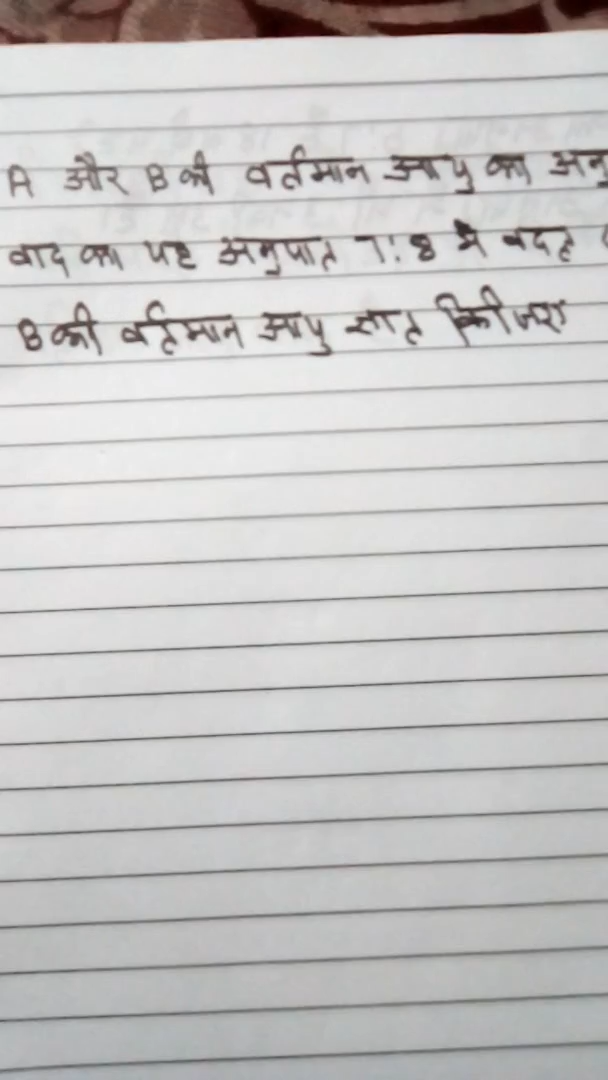 A और B की वर्तमान आयु का अनु
वाद का यह अनुपात 7:8 मे बदल
B की वर्तमान आयु ज्ञात कीजिए